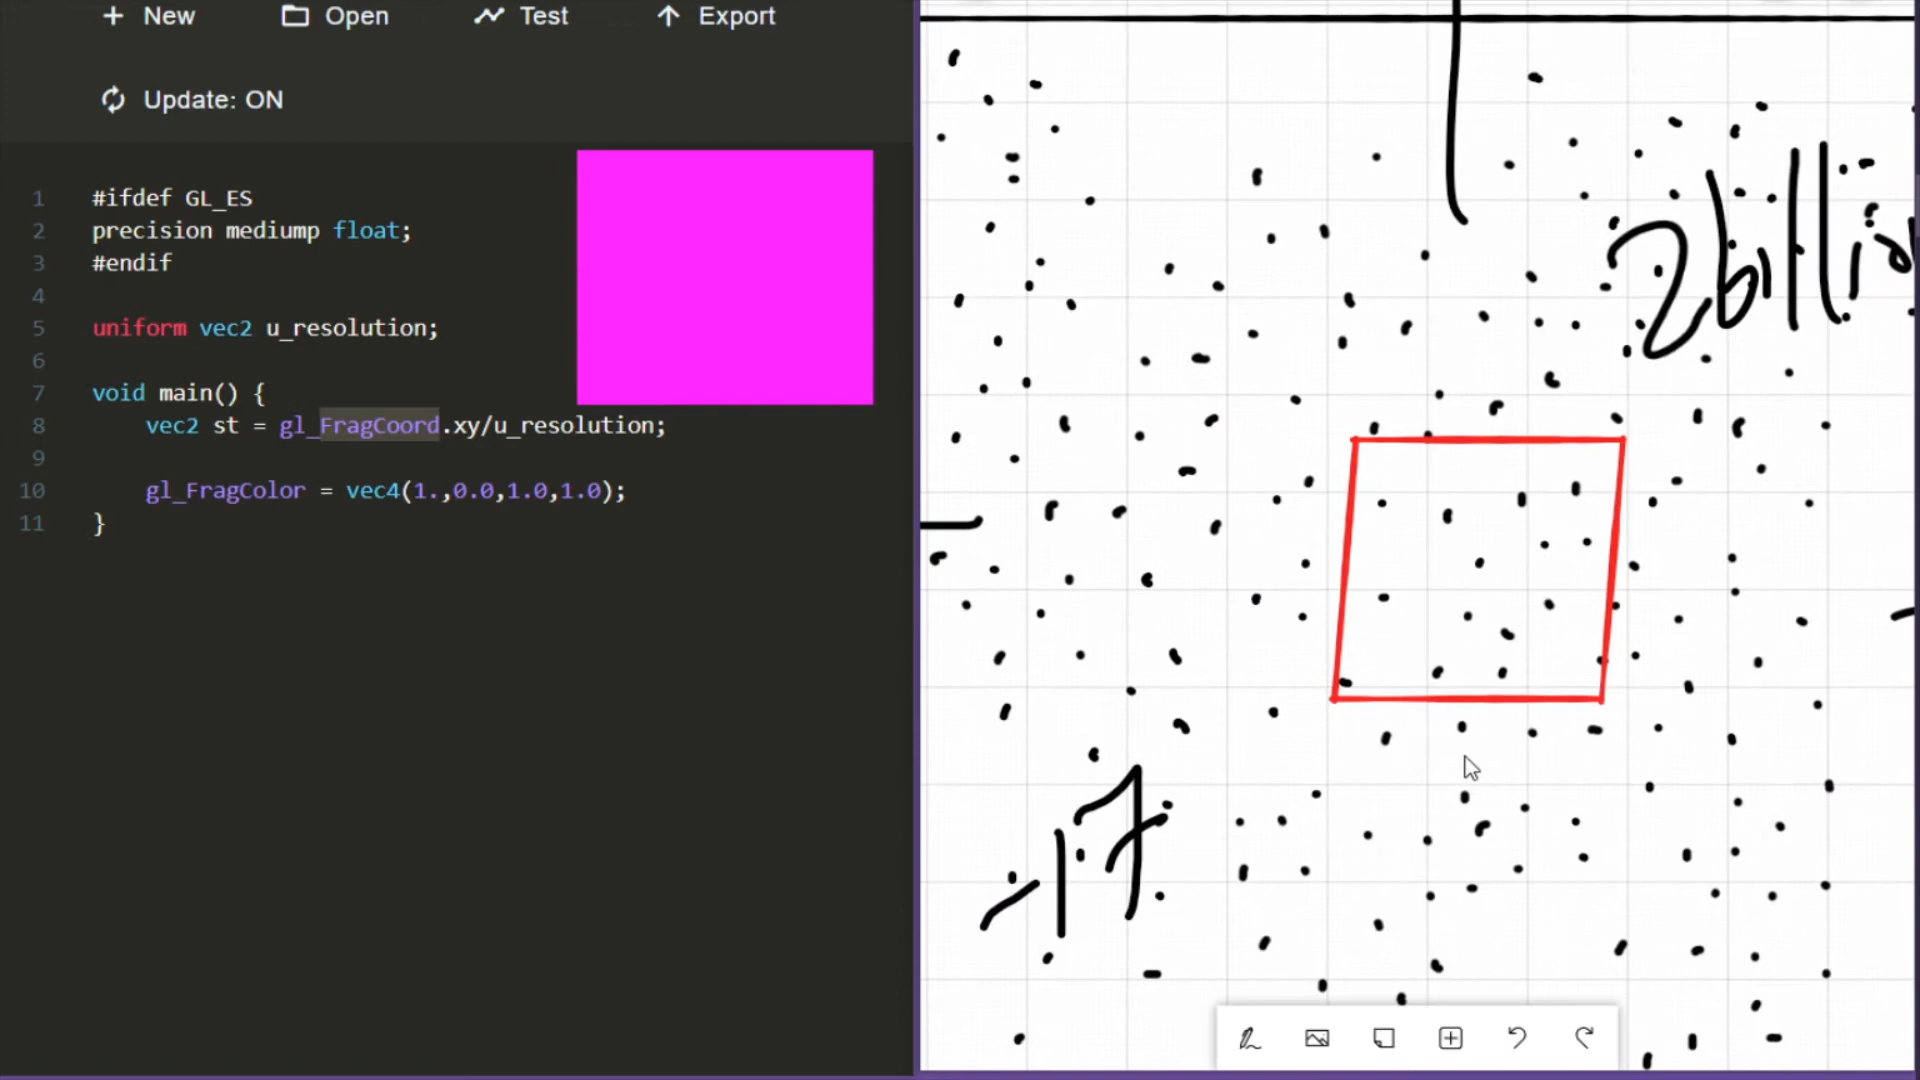 + New Open Test Export
Update: ON
1 #ifdef GL_ES
2 precision mediump float;
3 #endif
4
5 uniform vec2 u_resolution;
6
7 void main() {
8 vec2 st = gl_FragCoord.xy/u_resolution;
9
10 gl_FragColor = vec4(1.,0.0,1.0,1.0);
11 }
2billio